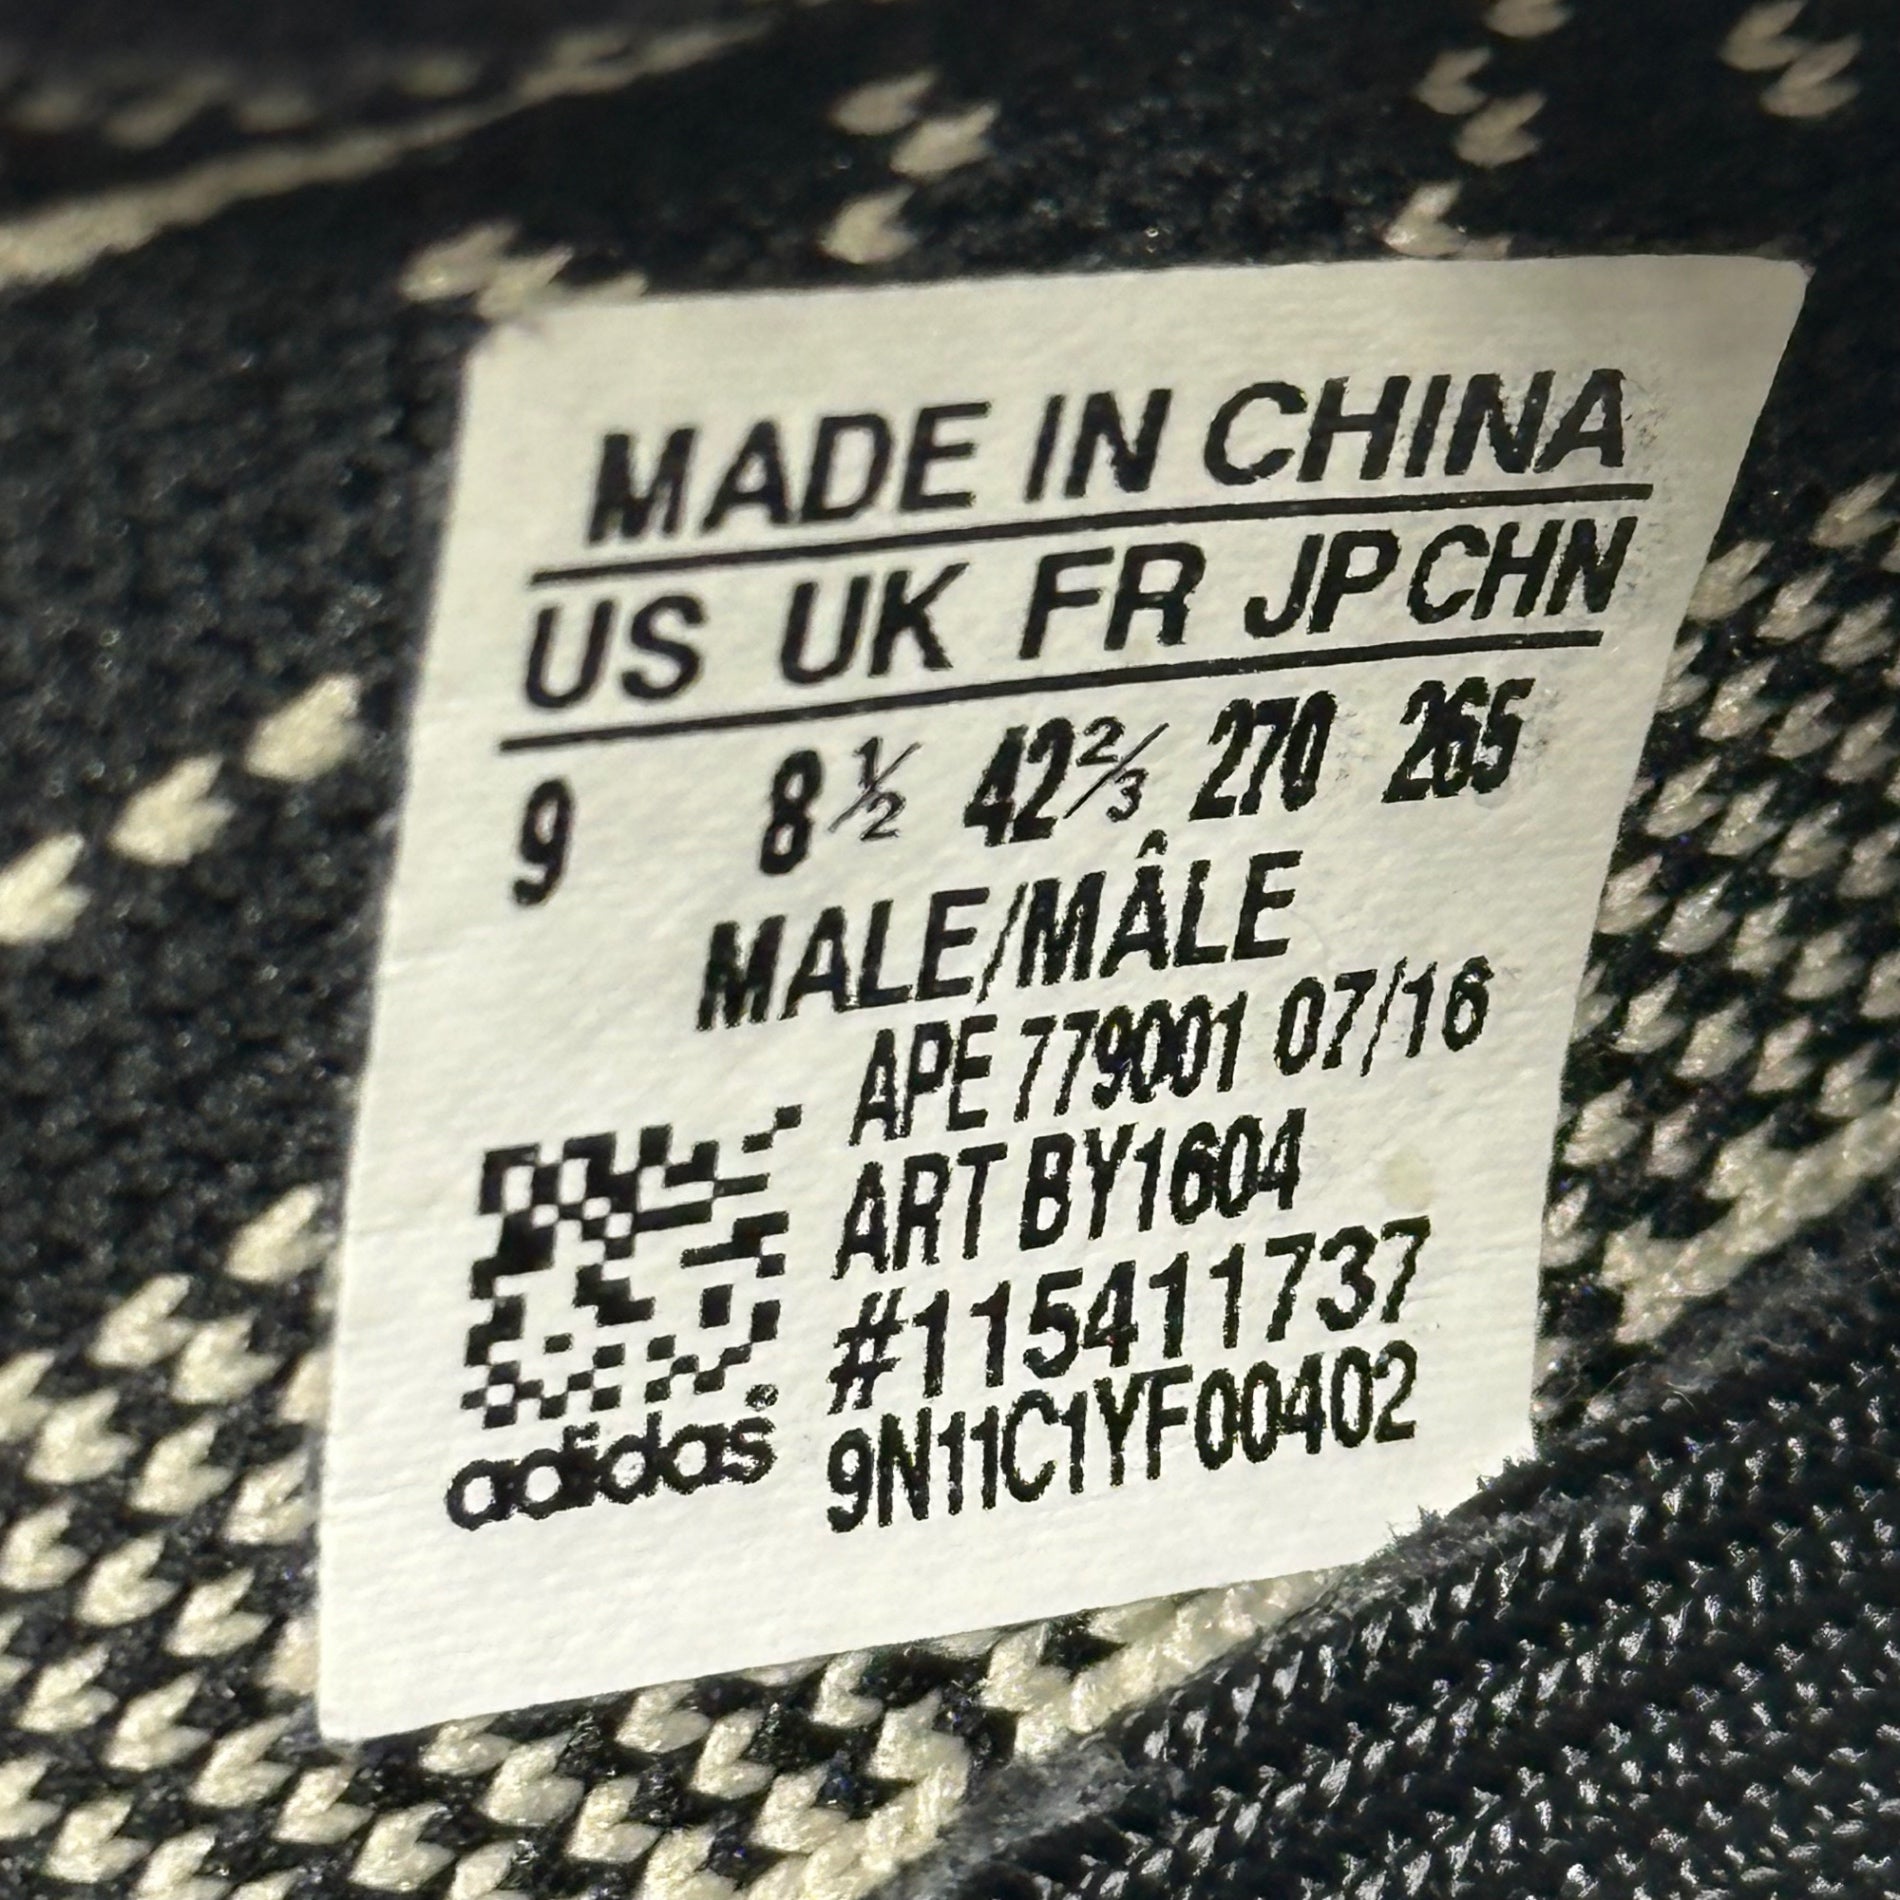 MADE IN CHINA
US UK FR JP CHN
9 8½ 42⅔ 270 265
MALE/MÂLE
APE 779001 07/16
ART BY1604
#115411737
9N11C1YF00402
adidas®